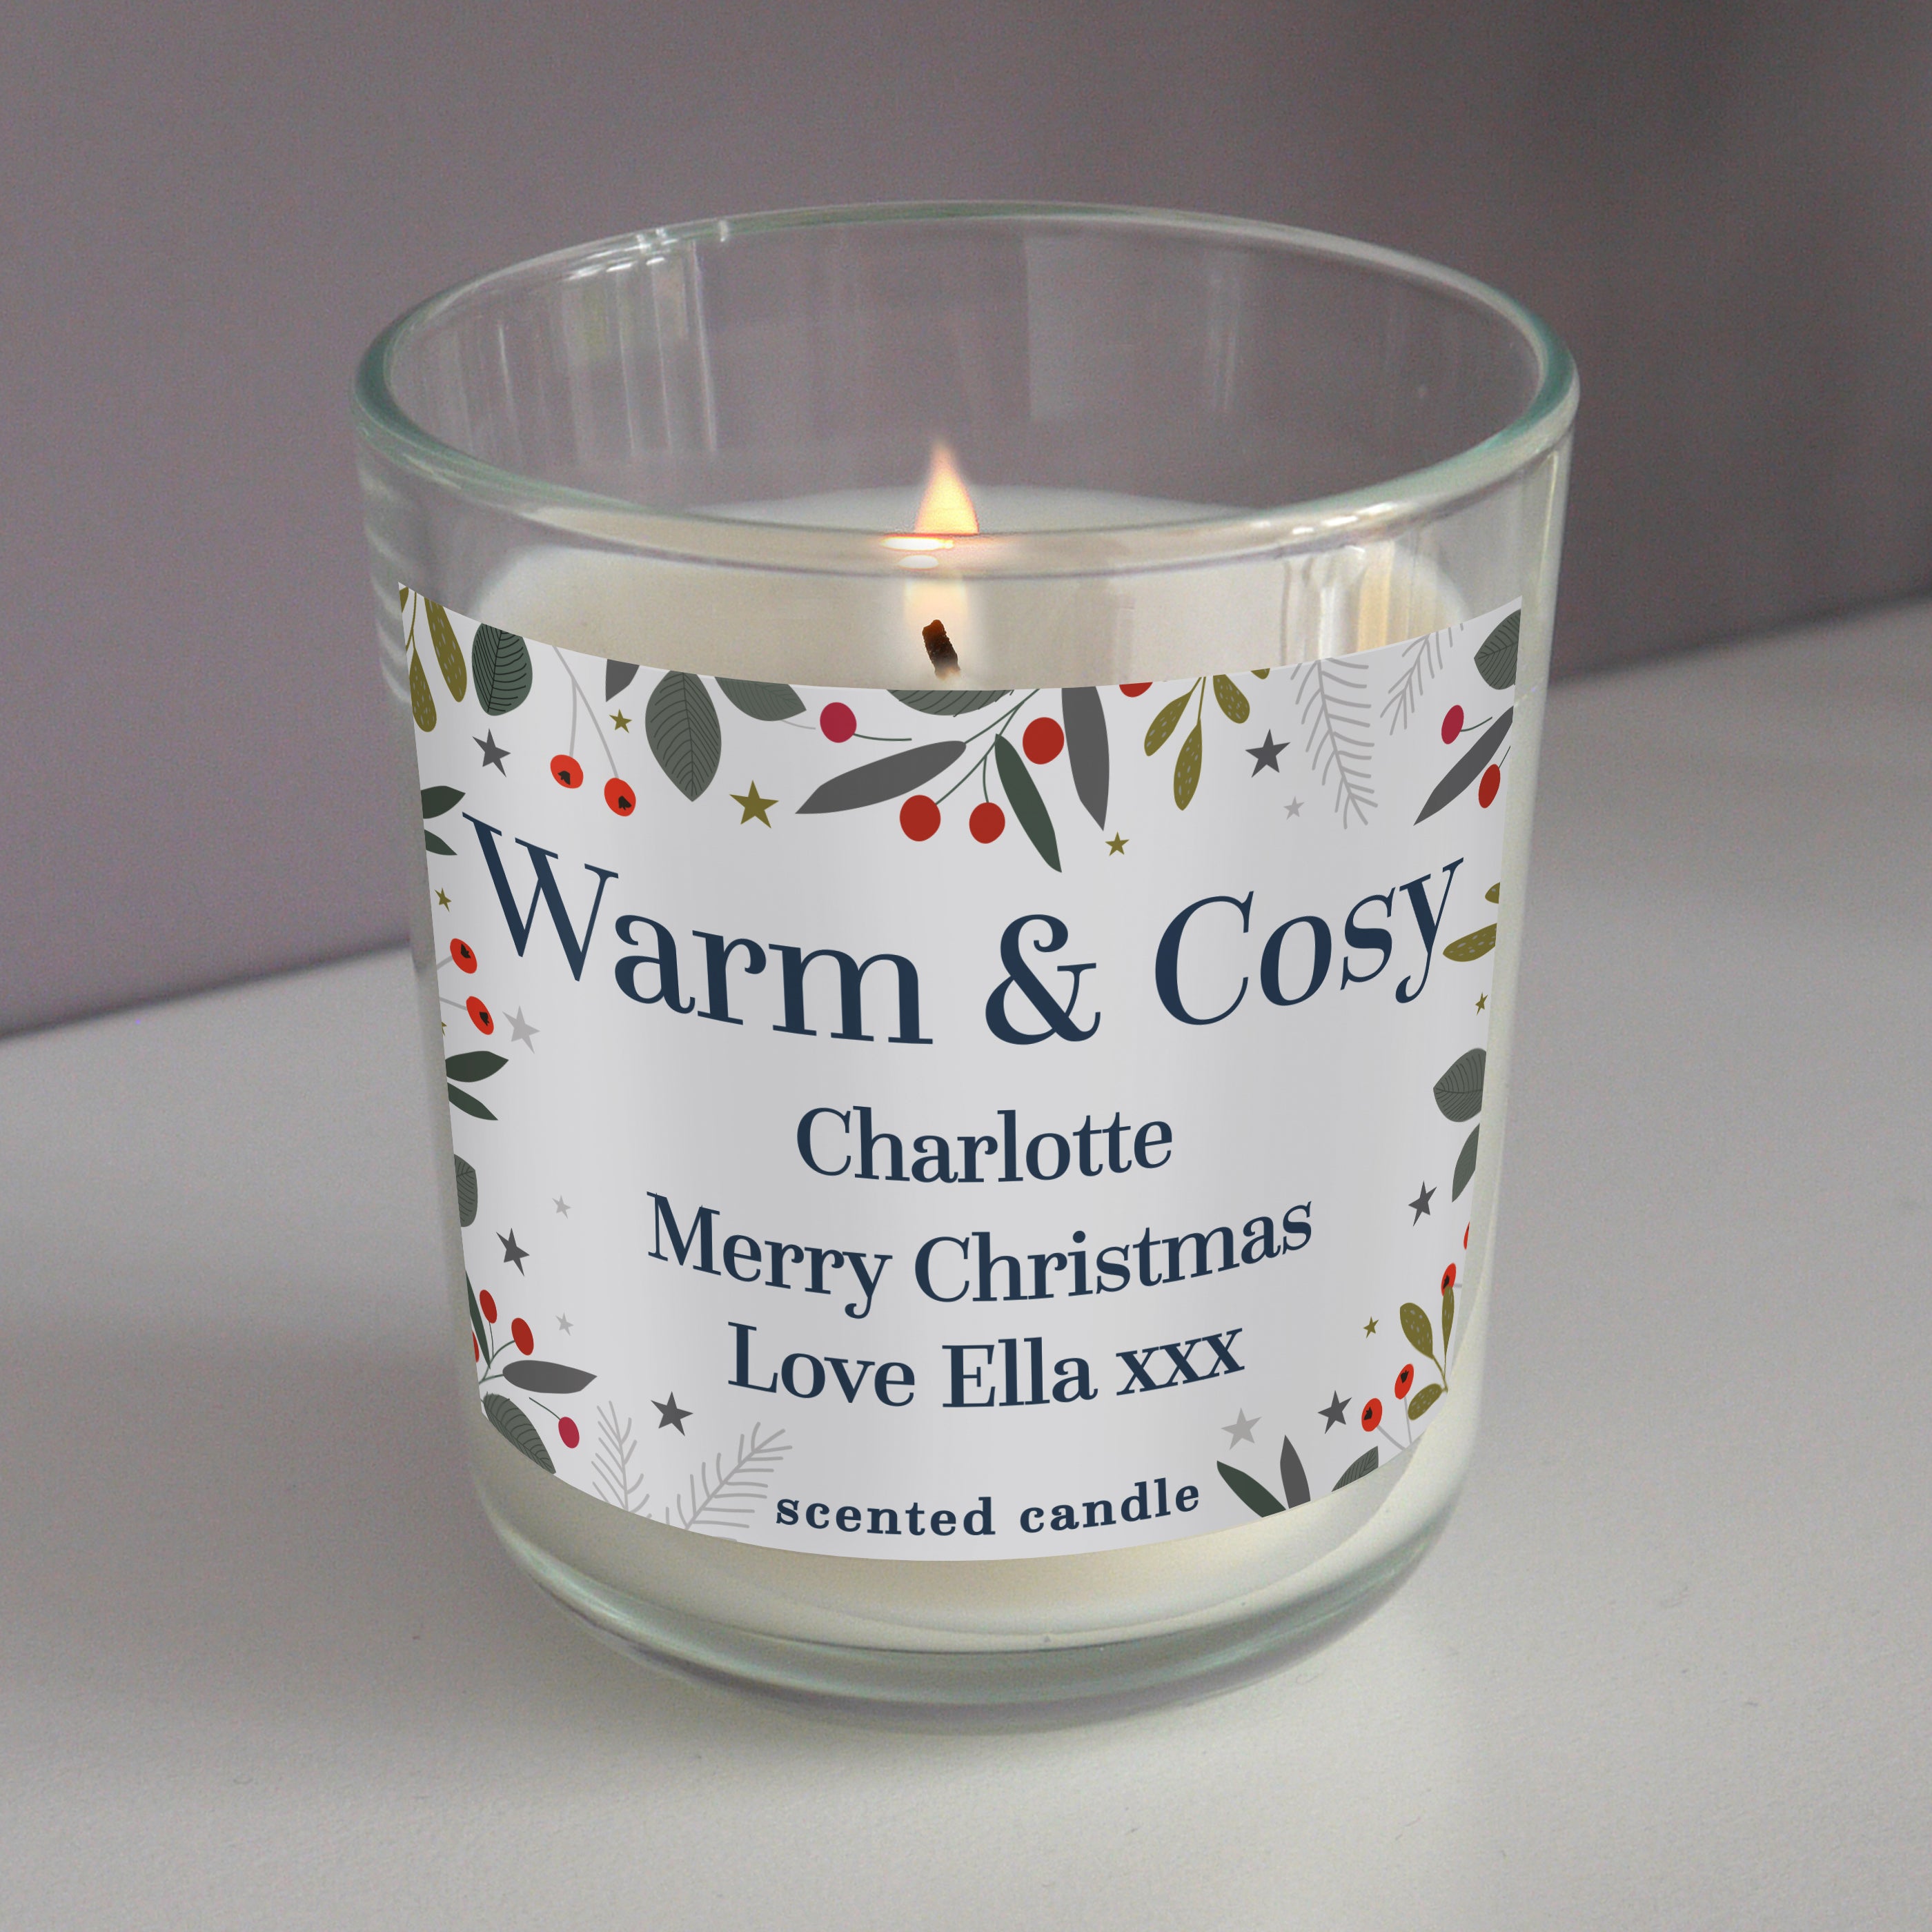 Warm & Cosy
Charlotte
Merry Christmas
Love Ella xxx
scented candle